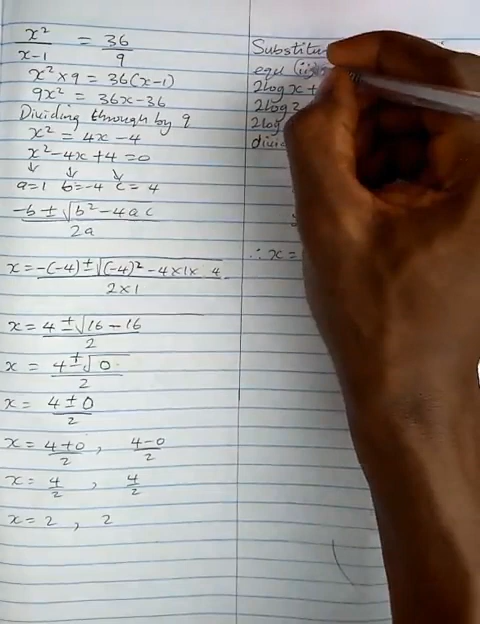 x²/x-1 = 36/9
x² × 9 = 36(x-1)
9x² = 36x-36
Dividing through by 9
x² = 4x - 4
x² - 4x + 4 = 0
↓ ↓ ↓
a=1 b=-4 c=4
-b ± √b² - 4ac / 2a
x = -(-4) ± √(-4)² - 4×1×4 / 2×1
x = 4 ± √16 - 16 / 2
x = 4 ± √0 / 2
x = 4 ± 0 / 2
x = 4+0/2 , 4-0/2
x = 4/2 , 4/2
x = 2 , 2
equ
2log x +
2log 2
2log
∴ x =